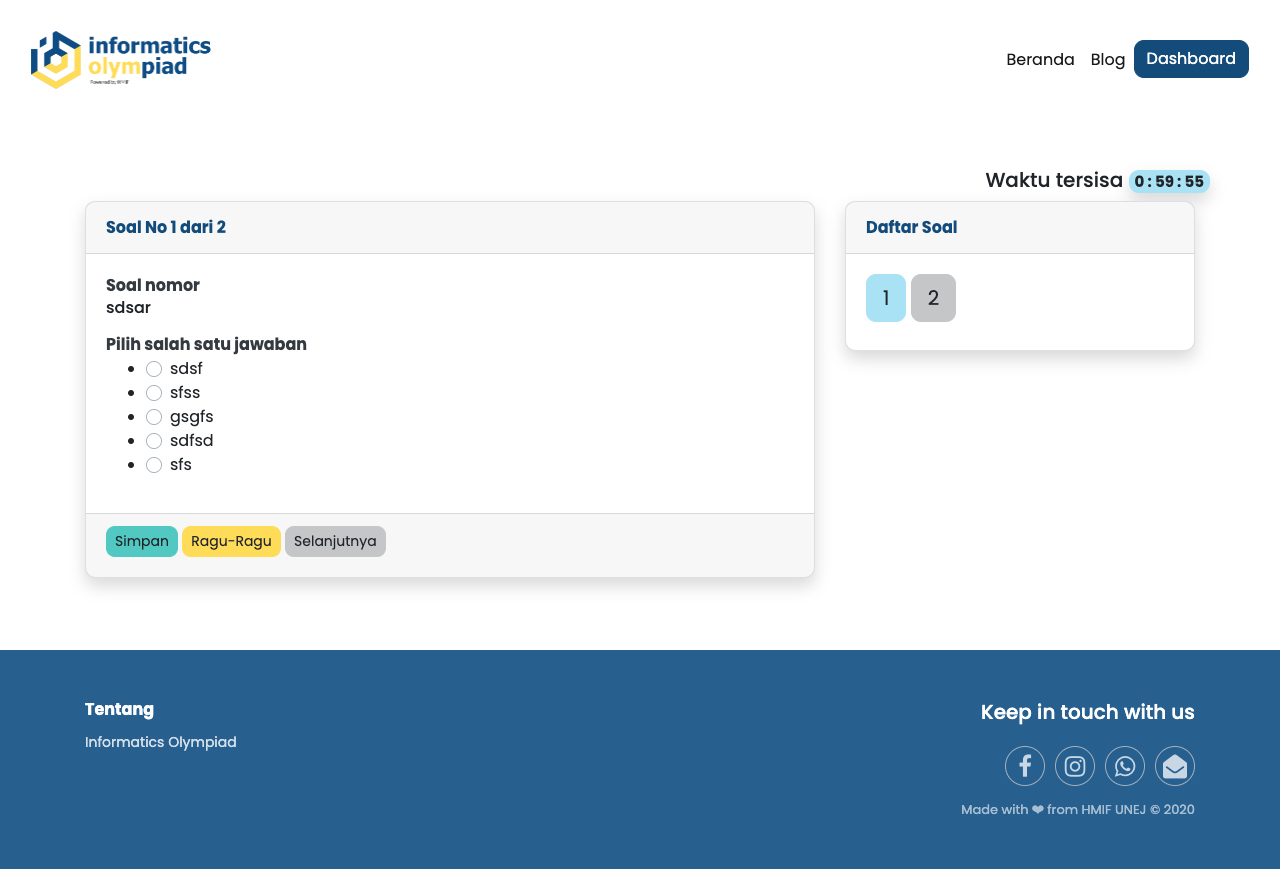 informatics
olympiad
Powered by HMIF
Beranda Blog Dashboard
Waktu tersisa 0 : 59 : 55
Soal No 1 dari 2
Soal nomor
sdsar
Pilih salah satu jawaban
sdsf
sfss
gsgfs
sdfsd
sfs
Simpan Ragu-Ragu Selanjutnya
Daftar Soal
1 2
Tentang
Informatics Olympiad
Keep in touch with us
Made with ❤ from HMIF UNEJ © 2020